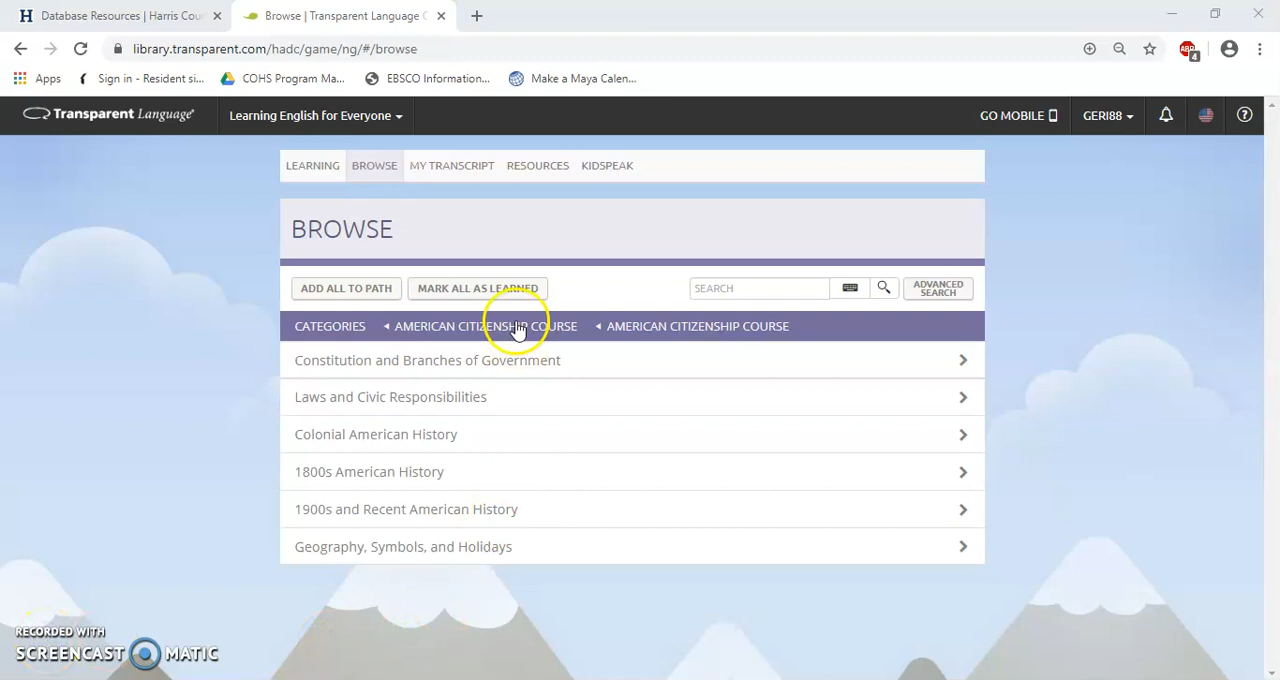 Database Resources | Harris Cou
Browse | Transparent Language C
library.transparent.com/hadc/game/ng/#/browse
4
Apps Sign in - Resident si... COHS Program Ma... EBSCO Information... Make a Maya Calen...
Transparent Language® Learning English for Everyone GO MOBILE GERI88
LEARNING BROWSE MY TRANSCRIPT RESOURCES KIDSPEAK
BROWSE
ADD ALL TO PATH MARK ALL AS LEARNED SEARCH ADVANCED SEARCH
CATEGORIES AMERICAN CITIZENSHIP COURSE AMERICAN CITIZENSHIP COURSE
Constitution and Branches of Government
Laws and Civic Responsibilities
Colonial American History
1800s American History
1900s and Recent American History
Geography, Symbols, and Holidays
RECORDED WITH
SCREENCAST MATIC